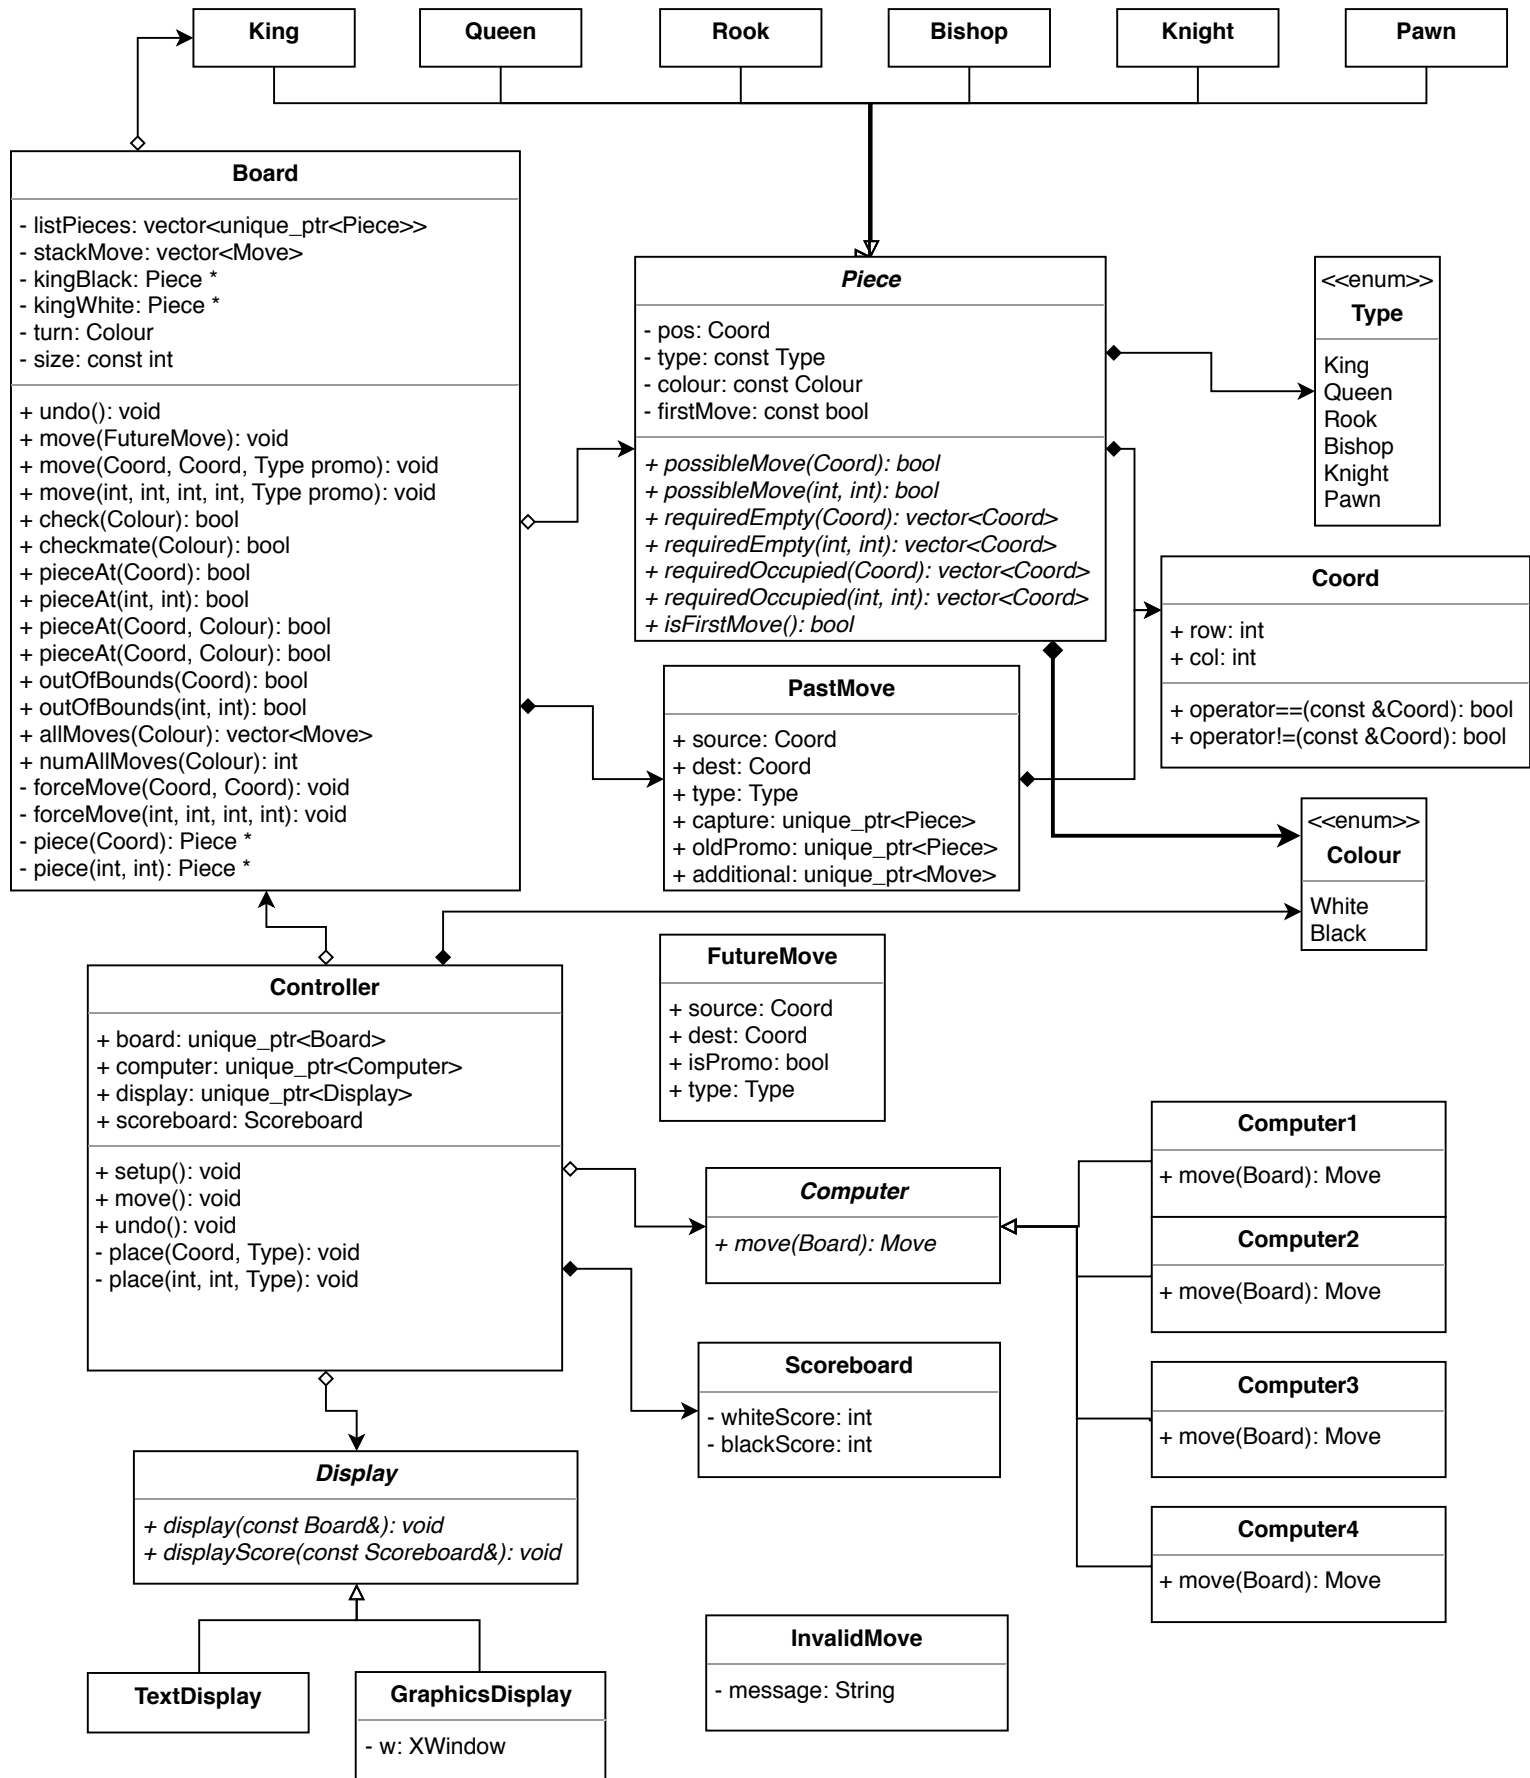 King
Queen
Rook
Bishop
Knight
Pawn
Board
- listPieces: vector<unique_ptr<Piece>>
- stackMove: vector<Move>
- kingBlack: Piece *
- kingWhite: Piece *
- turn: Colour
- size: const int
+ undo(): void
+ move(FutureMove): void
+ move(Coord, Coord, Type promo): void
+ move(int, int, int, int, Type promo): void
+ check(Colour): bool
+ checkmate(Colour): bool
+ pieceAt(Coord): bool
+ pieceAt(int, int): bool
+ pieceAt(Coord, Colour): bool
+ pieceAt(Coord, Colour): bool
+ outOfBounds(Coord): bool
+ outOfBounds(int, int): bool
+ allMoves(Colour): vector<Move>
+ numAllMoves(Colour): int
- forceMove(Coord, Coord): void
- forceMove(int, int, int, int): void
- piece(Coord): Piece *
- piece(int, int): Piece *
Piece
- pos: Coord
- type: const Type
- colour: const Colour
- firstMove: const bool
+ possibleMove(Coord): bool
+ possibleMove(int, int): bool
+ requiredEmpty(Coord): vector<Coord>
+ requiredEmpty(int, int): vector<Coord>
+ requiredOccupied(Coord): vector<Coord>
+ requiredOccupied(int, int): vector<Coord>
+ isFirstMove(): bool
<<enum>>
Type
King
Queen
Rook
Bishop
Knight
Pawn
Coord
+ row: int
+ col: int
+ operator==(const &Coord): bool
+ operator!=(const &Coord): bool
PastMove
+ source: Coord
+ dest: Coord
+ type: Type
+ capture: unique_ptr<Piece>
+ oldPromo: unique_ptr<Piece>
+ additional: unique_ptr<Move>
<<enum>>
Colour
White
Black
FutureMove
+ source: Coord
+ dest: Coord
+ isPromo: bool
+ type: Type
Controller
+ board: unique_ptr<Board>
+ computer: unique_ptr<Computer>
+ display: unique_ptr<Display>
+ scoreboard: Scoreboard
+ setup(): void
+ move(): void
+ undo(): void
- place(Coord, Type): void
- place(int, int, Type): void
Computer
+ move(Board): Move
Computer1
+ move(Board): Move
Computer2
+ move(Board): Move
Computer3
+ move(Board): Move
Computer4
+ move(Board): Move
Scoreboard
- whiteScore: int
- blackScore: int
Display
+ display(const Board&): void
+ displayScore(const Scoreboard&): void
TextDisplay
GraphicsDisplay
- w: XWindow
InvalidMove
- message: String